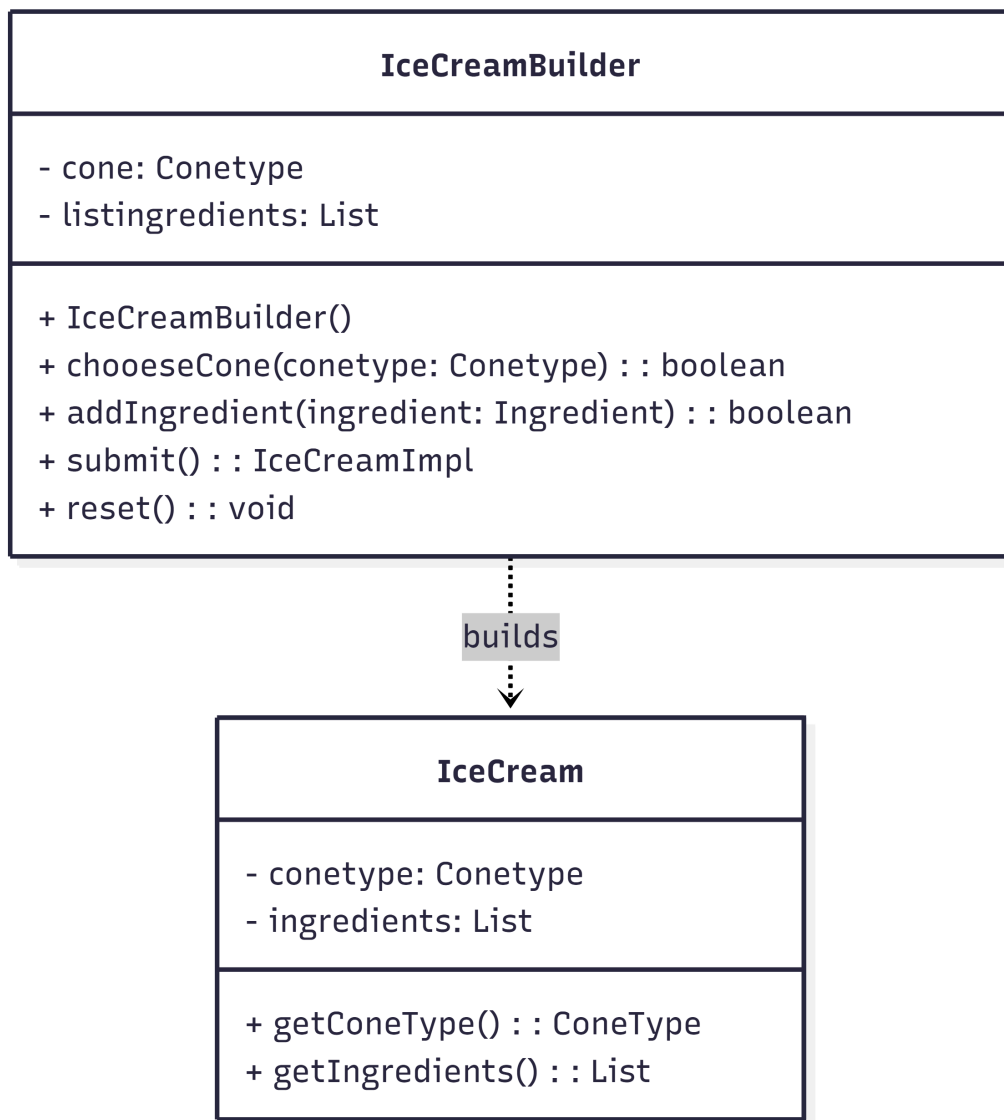 IceCreamBuilder
- cone: Conetype
- listingredients: List
+ IceCreamBuilder()
+ chooeseCone(conetype: Conetype) : : boolean
+ addIngredient(ingredient: Ingredient) : : boolean
+ submit() : : IceCreamImpl
+ reset() : : void
builds
IceCream
- conetype: Conetype
- ingredients: List
+ getConeType() : : ConeType
+ getIngredients() : : List